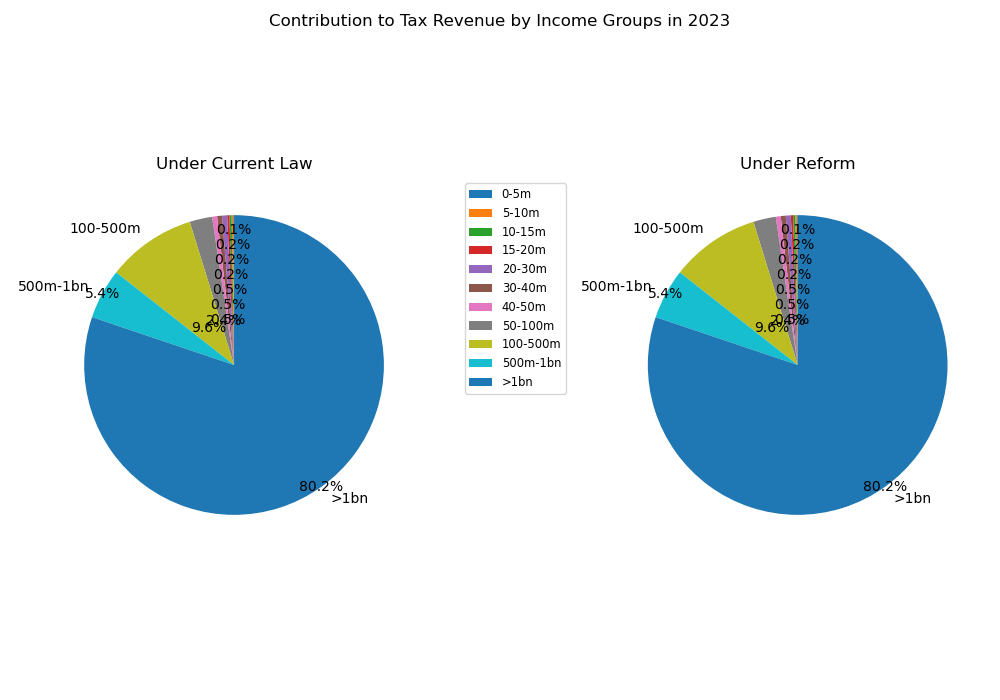 Contribution to Tax Revenue by Income Groups in 2023
Under Current Law
100-500m
500m-1bn
5.4%
0.1%
0.2%
0.2%
0.2%
0.5%
0.5%
0.5%
2.4%
9.6%
80.2%
>1bn
0-5m
5-10m
10-15m
15-20m
20-30m
30-40m
40-50m
50-100m
100-500m
500m-1bn
>1bn
Under Reform
100-500m
500m-1bn
5.4%
0.1%
0.2%
0.2%
0.2%
0.5%
0.5%
9.6%
80.2%
>1bn